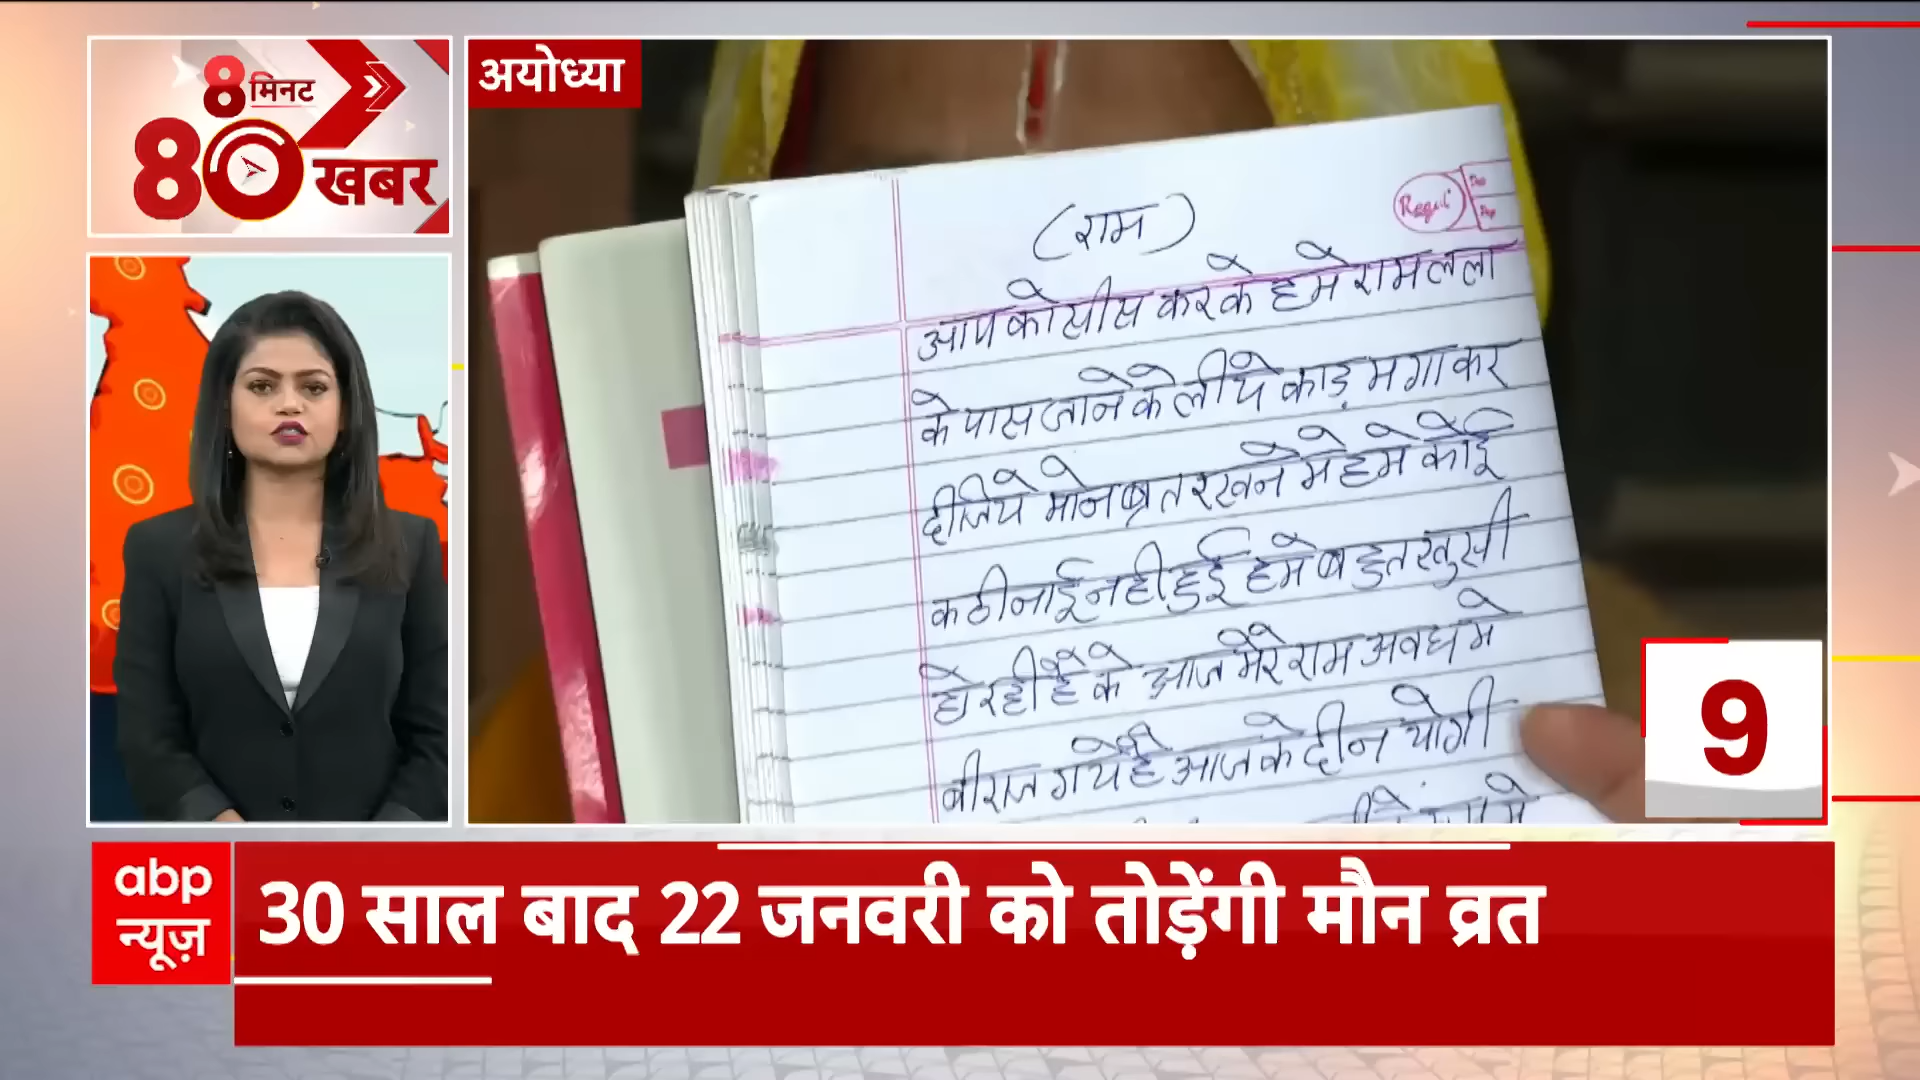 8 मिनट
80 खबर
अयोध्या
(राम)
Regul
आप कोसीस करके हमे रामलला
के पास जाने के लीये काड़ मगाकर
दीजिये मोन ब्रत रखने मे हमे कोई
कठीनाई नही हुई हमे बहुत खुसी
हो रही है के आज मेरे राम अवध मे
बीराज गये है आज के दीन योगी
9
abp
न्यूज़
30 साल बाद 22 जनवरी को तोड़ेंगी मौन व्रत